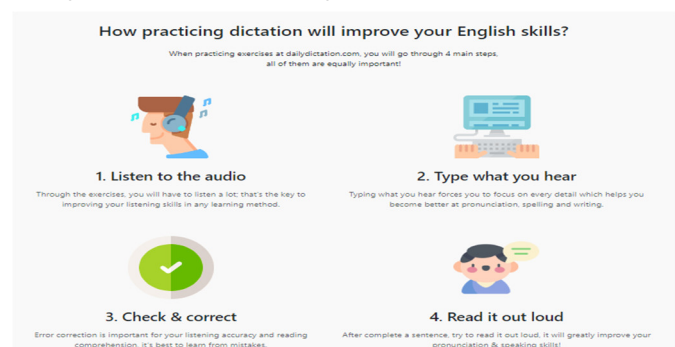 How practicing dictation will improve your English skills?
When practicing exercises at dailydictation.com, you will go through 4 main steps,
all of them are equally important!
1. Listen to the audio
Through the exercises, you will have to listen a lot; that's the key to
improving your listening skills in any learning method.
2. Type what you hear
Typing what you hear forces you to focus on every detail which helps you
become better at pronunciation, spelling and writing.
3. Check & correct
Error correction is important for your listening accuracy and reading
comprehension, it's best to learn from mistakes.
4. Read it out loud
After complete a sentence, try to read it out loud, it will greatly improve your
pronunciation & speaking skills!